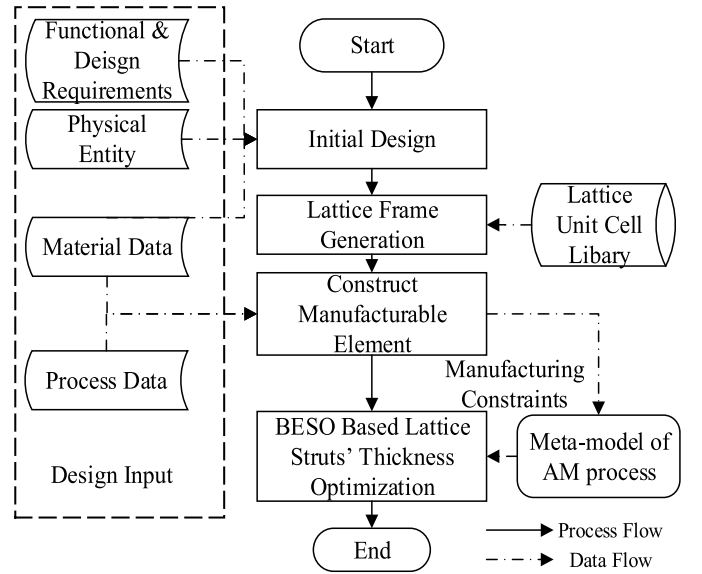 Functional &
Deisgn
Requirements
Physical
Entity
Material Data
Process Data
Design Input
Start
Initial Design
Lattice Frame
Generation
Construct
Manufacturable
Element
BESO Based Lattice
Struts' Thickness
Optimization
End
Lattice
Unit Cell
Libary
Manufacturing
Constraints
Meta-model of
AM process
Process Flow
Data Flow